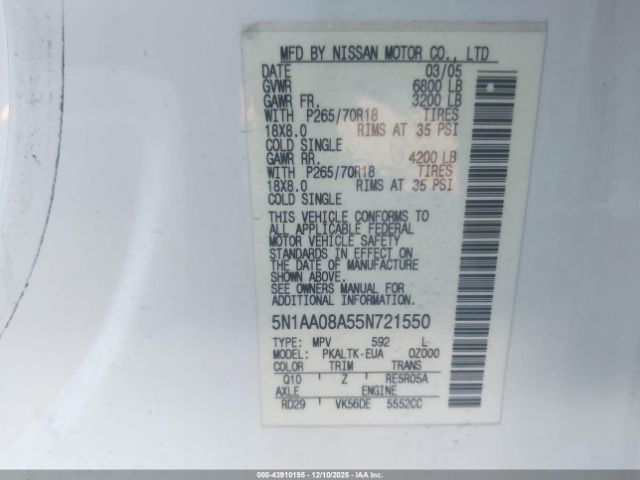 MFD BY NISSAN MOTOR CO., LTD
DATE 03/05
GVWR 6800 LB
GAWR FR. 3200 LB
WITH P265/70R18 TIRES
18X8.0 RIMS AT 35 PSI
COLD SINGLE
GAWR RR. 4200 LB
WITH P265/70R18 TIRES
18X8.0 RIMS AT 35 PSI
COLD SINGLE
THIS VEHICLE CONFORMS TO
ALL APPLICABLE FEDERAL
MOTOR VEHICLE SAFETY
STANDARDS IN EFFECT ON
THE DATE OF MANUFACTURE
SHOWN ABOVE.
SEE OWNERS MANUAL FOR
ADDITIONAL INFORMATION.
5N1AA08A55N721550
TYPE: MPV 592 L
MODEL: PKALTK-EUA OZ000
COLOR TRIM TRANS
Q10 Z RE5R05A
AXLE ENGINE
RD29 VK56DE 5552CC
000-43910195 - 12/10/2025 - IAAI.COM